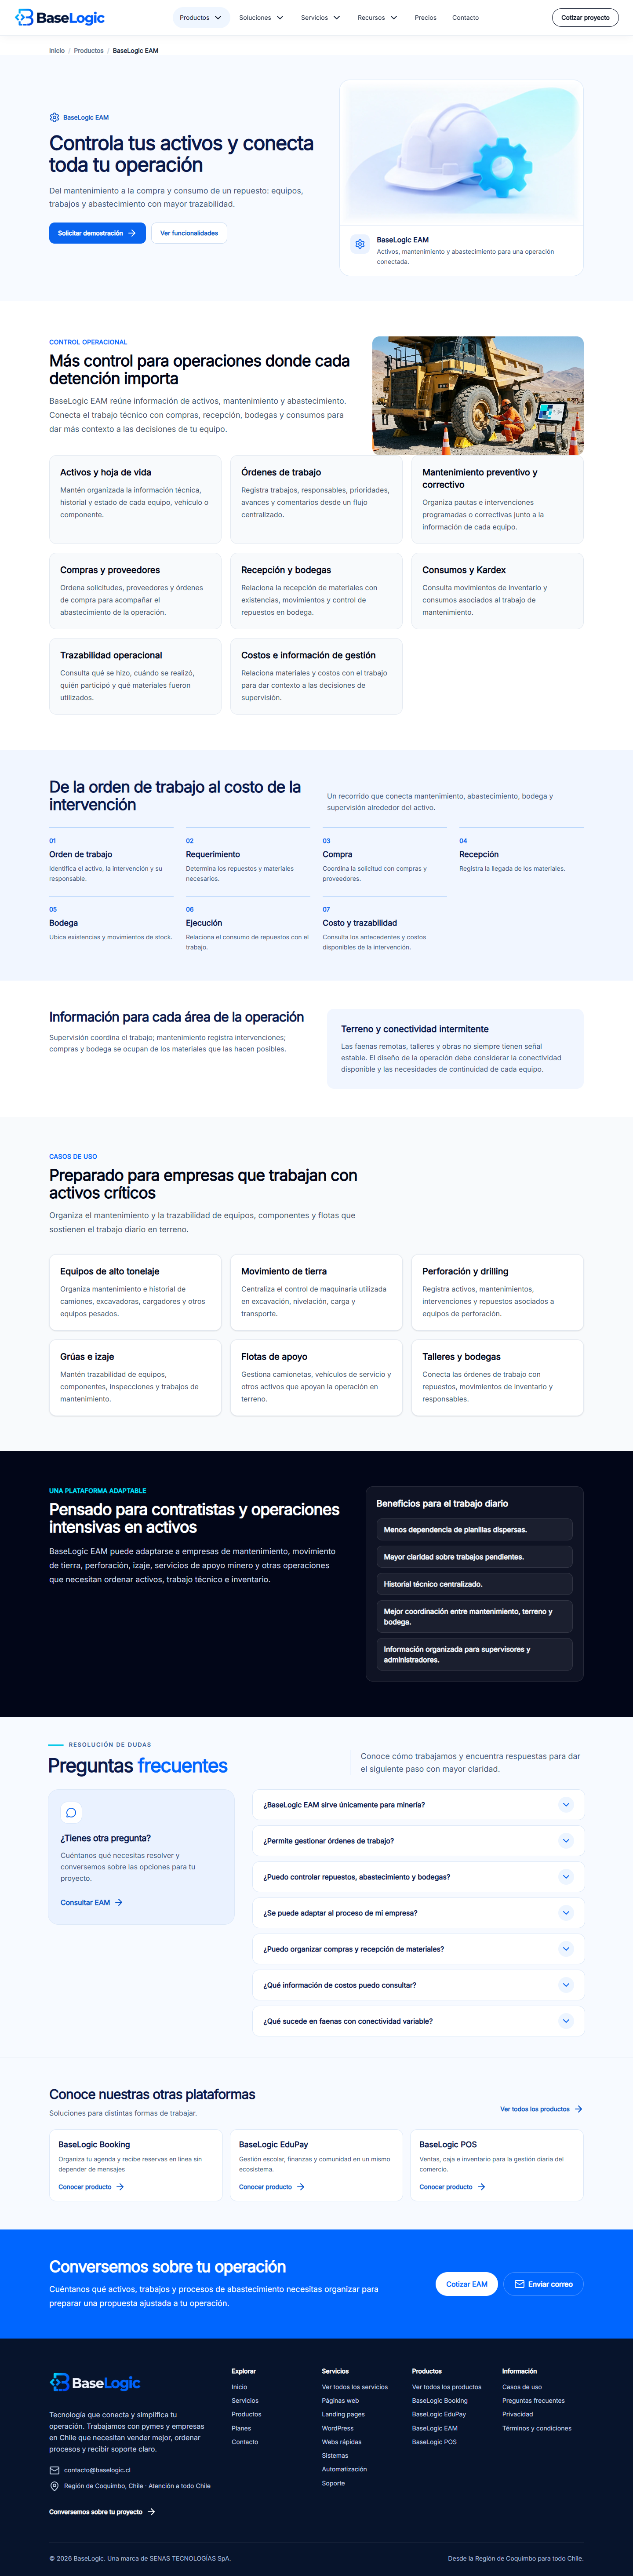 BaseLogic
Productos
Soluciones
Servicios
Recursos
Precios
Contacto
Cotizar proyecto
Inicio / Productos / BaseLogic EAM
BaseLogic EAM
Controla tus activos y conecta
toda tu operación
Del mantenimiento a la compra y consumo de un repuesto: equipos,
trabajos y abastecimiento con mayor trazabilidad.
Solicitar demostración
Ver funcionalidades
BaseLogic EAM
Activos, mantenimiento y abastecimiento para una operación
conectada.
CONTROL OPERACIONAL
Más control para operaciones donde cada
detención importa
BaseLogic EAM reúne información de activos, mantenimiento y abastecimiento.
Conecta el trabajo técnico con compras, recepción, bodegas y consumos para
dar más contexto a las decisiones de tu equipo.
Activos y hoja de vida
Mantén organizada la información técnica,
historial y estado de cada equipo, vehículo o
componente.
Órdenes de trabajo
Registra trabajos, responsables, prioridades,
avances y comentarios desde un flujo
centralizado.
Mantenimiento preventivo y
correctivo
Organiza pautas e intervenciones
programadas o correctivas junto a la
información de cada equipo.
Compras y proveedores
Ordena solicitudes, proveedores y órdenes
de compra para acompañar el
abastecimiento de la operación.
Recepción y bodegas
Relaciona la recepción de materiales con
existencias, movimientos y control de
repuestos en bodega.
Consumos y Kardex
Consulta movimientos de inventario y
consumos asociados al trabajo de
mantenimiento.
Trazabilidad operacional
Consulta qué se hizo, cuándo se realizó,
quién participó y qué materiales fueron
utilizados.
Costos e información de gestión
Relaciona materiales y costos con el trabajo
para dar contexto a las decisiones de
supervisión.
De la orden de trabajo al costo de la
intervención
Un recorrido que conecta mantenimiento, abastecimiento, bodega y
supervisión alrededor del activo.
01
Orden de trabajo
Identifica el activo, la intervención y su
responsable.
02
Requerimiento
Determina los repuestos y materiales
necesarios.
03
Compra
Coordina la solicitud con compras y
proveedores.
04
Recepción
Registra la llegada de los materiales.
05
Bodega
Ubica existencias y movimientos de stock.
06
Ejecución
Relaciona el consumo de repuestos con el
trabajo.
07
Costo y trazabilidad
Consulta los antecedentes y costos
disponibles de la intervención.
Información para cada área de la operación
Supervisión coordina el trabajo; mantenimiento registra intervenciones;
compras y bodega se ocupan de los materiales que las hacen posibles.
Terreno y conectividad intermitente
Las faenas remotas, talleres y obras no siempre tienen señal
estable. El diseño de la operación debe considerar la conectividad
disponible y las necesidades de continuidad de cada equipo.
CASOS DE USO
Preparado para empresas que trabajan con
activos críticos
Organiza el mantenimiento y la trazabilidad de equipos, componentes y flotas que
sostienen el trabajo diario en terreno.
Equipos de alto tonelaje
Organiza mantenimiento e historial de
camiones, excavadoras, cargadores y otros
equipos pesados.
Movimiento de tierra
Centraliza el control de maquinaria utilizada
en excavación, nivelación, carga y
transporte.
Perforación y drilling
Registra activos, mantenimientos,
intervenciones y repuestos asociados a
equipos de perforación.
Grúas e izaje
Mantén trazabilidad de equipos,
componentes, inspecciones y trabajos de
mantenimiento.
Flotas de apoyo
Gestiona camionetas, vehículos de servicio y
otros activos que apoyan la operación en
terreno.
Talleres y bodegas
Conecta las órdenes de trabajo con
repuestos, movimientos de inventario y
responsables.
UNA PLATAFORMA ADAPTABLE
Pensado para contratistas y operaciones
intensivas en activos
BaseLogic EAM puede adaptarse a empresas de mantenimiento, movimiento
de tierra, perforación, izaje, servicios de apoyo minero y otras operaciones
que necesitan ordenar activos, trabajo técnico e inventario.
Beneficios para el trabajo diario
Menos dependencia de planillas dispersas.
Mayor claridad sobre trabajos pendientes.
Historial técnico centralizado.
Mejor coordinación entre mantenimiento, terreno y
bodega.
Información organizada para supervisores y
administradores.
RESOLUCIÓN DE DUDAS
Preguntas frecuentes
Conoce cómo trabajamos y encuentra respuestas para dar
el siguiente paso con mayor claridad.
¿Tienes otra pregunta?
Cuéntanos qué necesitas resolver y
conversemos sobre las opciones para tu
proyecto.
Consultar EAM
¿BaseLogic EAM sirve únicamente para minería?
¿Permite gestionar órdenes de trabajo?
¿Puedo controlar repuestos, abastecimiento y bodegas?
¿Se puede adaptar al proceso de mi empresa?
¿Puedo organizar compras y recepción de materiales?
¿Qué información de costos puedo consultar?
¿Qué sucede en faenas con conectividad variable?
Conoce nuestras otras plataformas
Soluciones para distintas formas de trabajar.
Ver todos los productos
BaseLogic Booking
Organiza tu agenda y recibe reservas en línea sin
depender de mensajes
Conocer producto
BaseLogic EduPay
Gestión escolar, finanzas y comunidad en un mismo
ecosistema.
Conocer producto
BaseLogic POS
Ventas, caja e inventario para la gestión diaria del
comercio.
Conocer producto
Conversemos sobre tu operación
Cuéntanos qué activos, trabajos y procesos de abastecimiento necesitas organizar para
preparar una propuesta ajustada a tu operación.
Cotizar EAM
Enviar correo
BaseLogic
Tecnología que conecta y simplifica tu
operación. Trabajamos con pymes y empresas
en Chile que necesitan vender mejor, ordenar
procesos y recibir soporte claro.
contacto@baselogic.cl
Región de Coquimbo, Chile · Atención a todo Chile
Conversemos sobre tu proyecto
Explorar
Inicio
Servicios
Productos
Planes
Contacto
Servicios
Ver todos los servicios
Páginas web
Landing pages
WordPress
Webs rápidas
Sistemas
Automatización
Soporte
Productos
Ver todos los productos
BaseLogic Booking
BaseLogic EduPay
BaseLogic EAM
BaseLogic POS
Información
Casos de uso
Preguntas frecuentes
Privacidad
Términos y condiciones
© 2026 BaseLogic. Una marca de SENAS TECNOLOGÍAS SpA.
Desde la Región de Coquimbo para todo Chile.